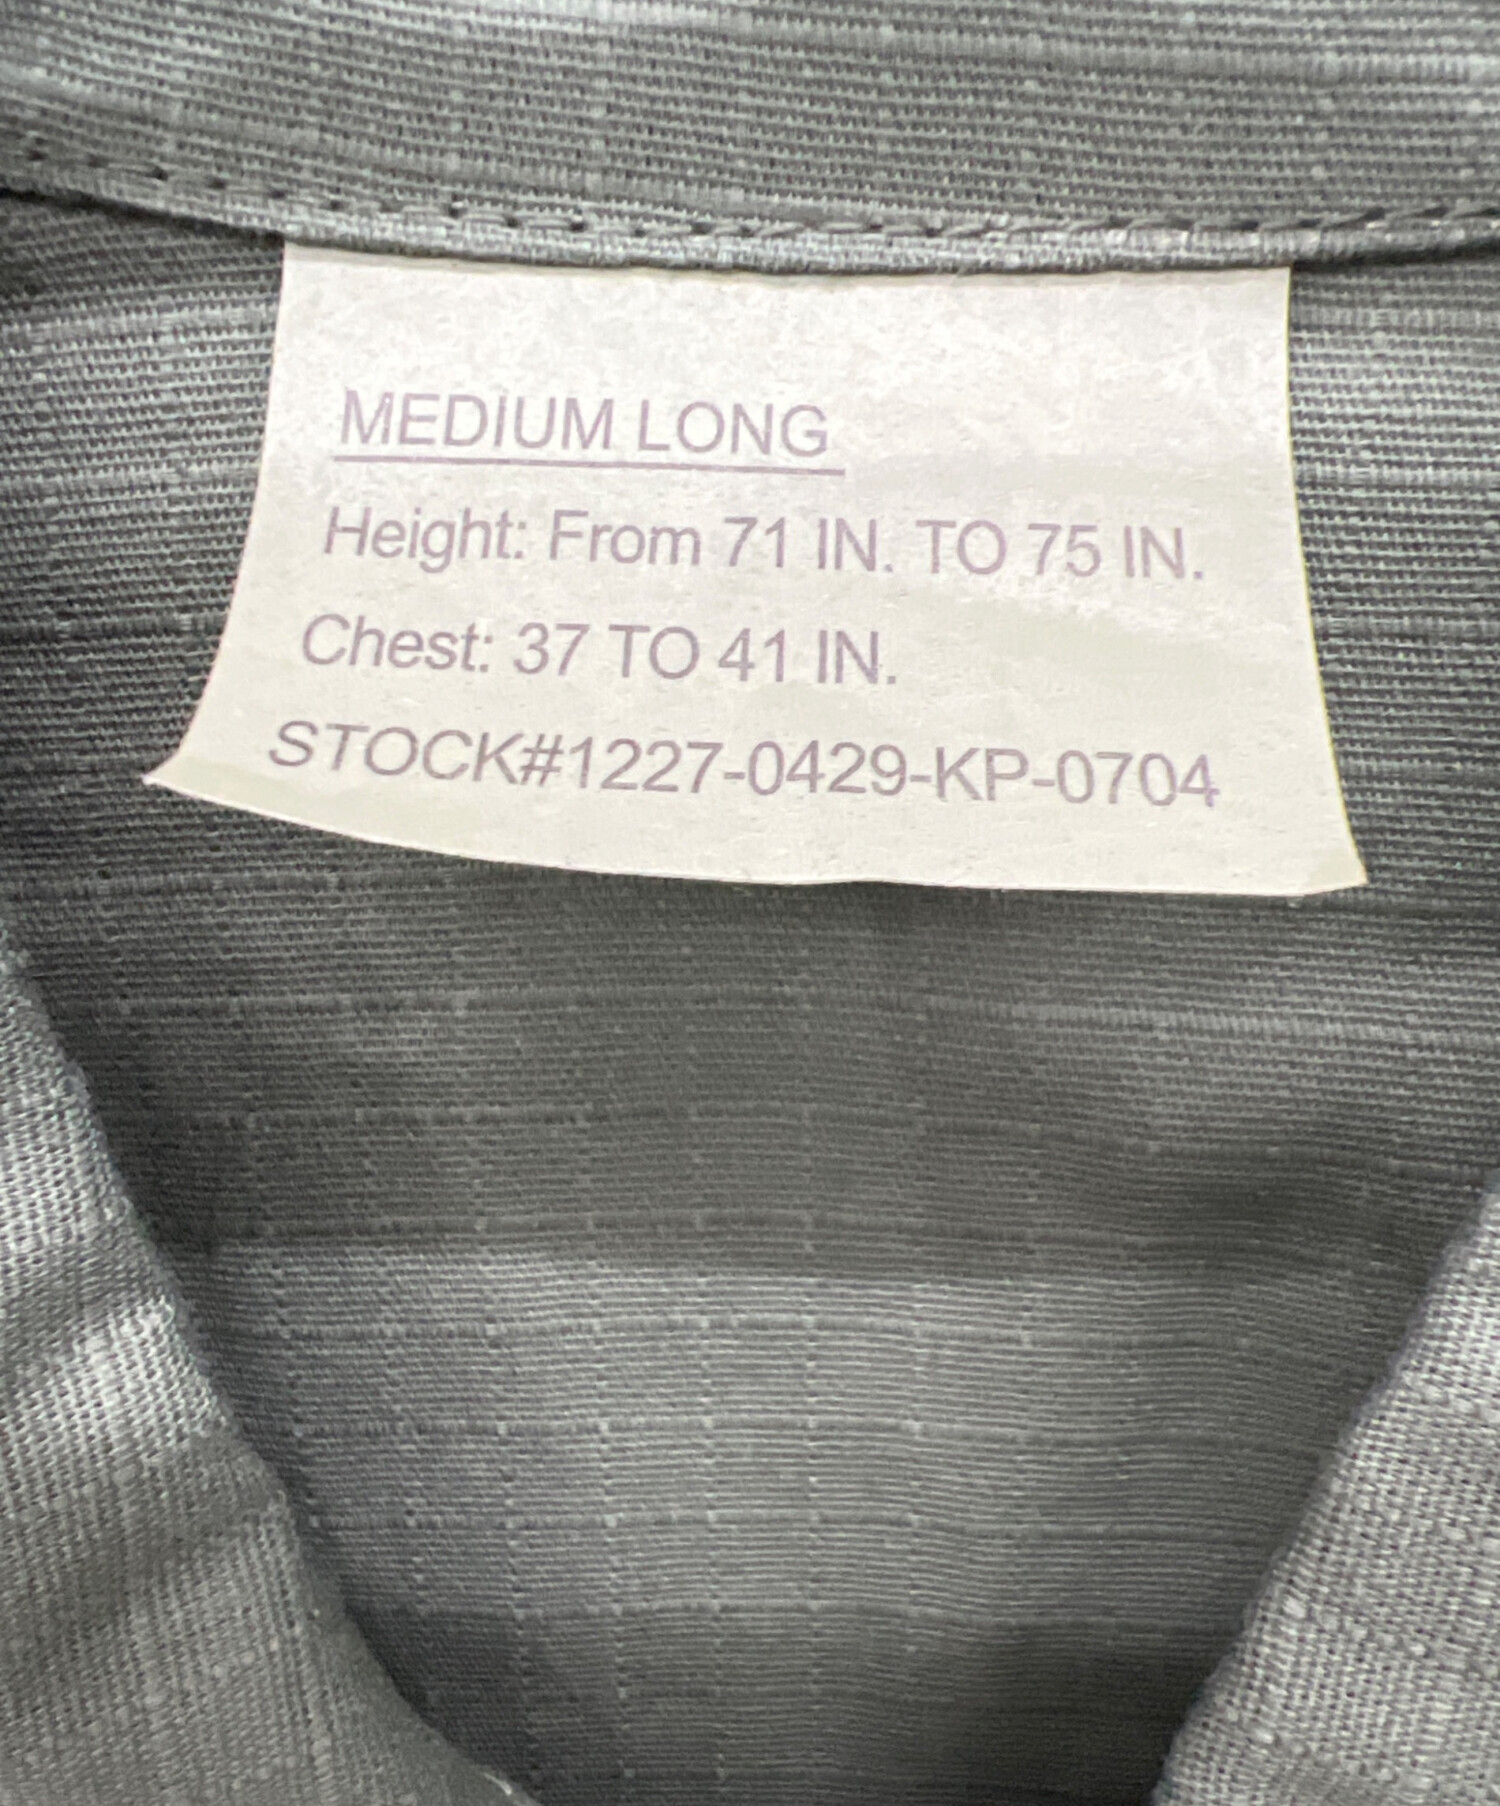 MEDIUM LONG
Height: From 71 IN. TO 75 IN.
Chest: 37 TO 41 IN.
STOCK#1227-0429-KP-0704